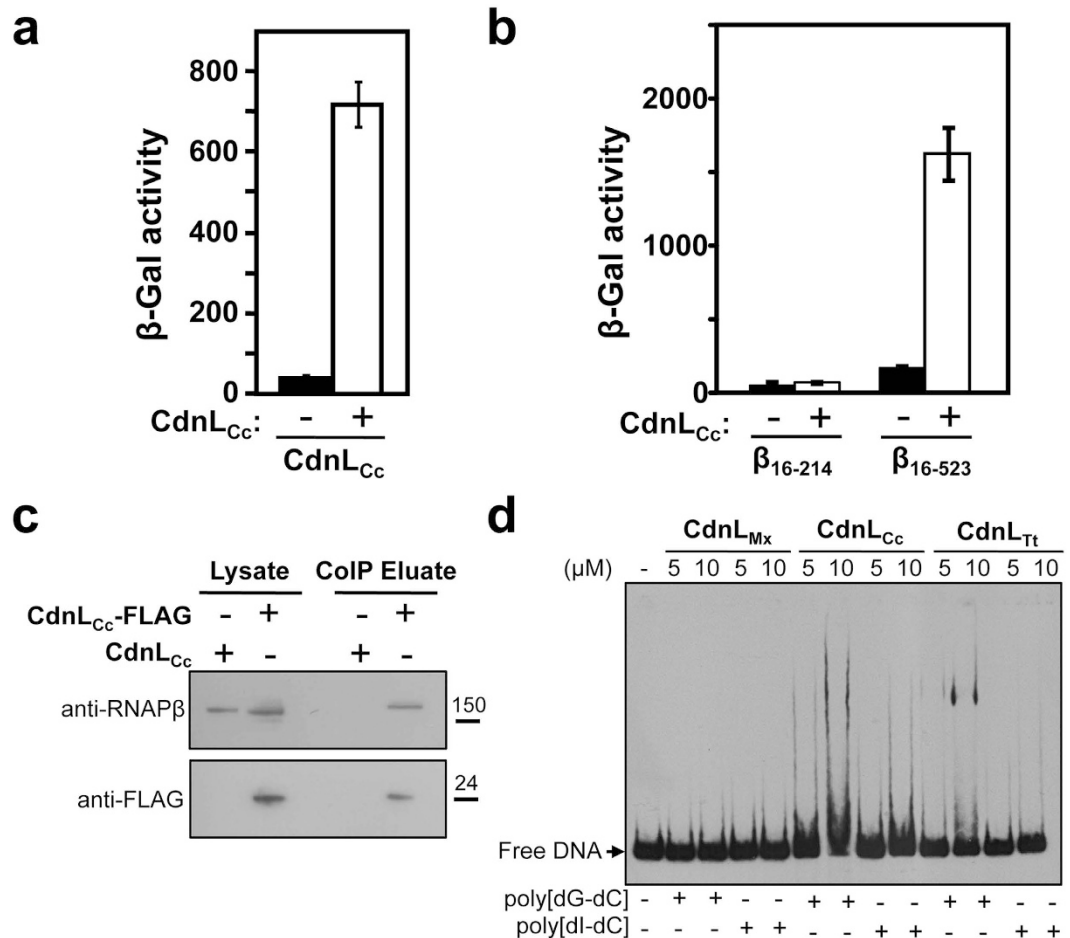 a
β-Gal activity
800
600
400
200
0
CdnLCc: - +
CdnLCc
b
β-Gal activity
2000
1000
0
CdnLCc: - + - +
β16-214 β16-523
c
Lysate CoIP Eluate
CdnLCc-FLAG - + - +
CdnLCc + - + -
anti-RNAPβ 150
anti-FLAG 24
d
CdnLMx CdnLCc CdnLTt
(µM) - 5 10 5 10 5 10 5 10 5 10 5 10
Free DNA
poly[dG-dC] - + + - - + + - - + + - -
poly[dI-dC] - - - + + - - + + - - + +